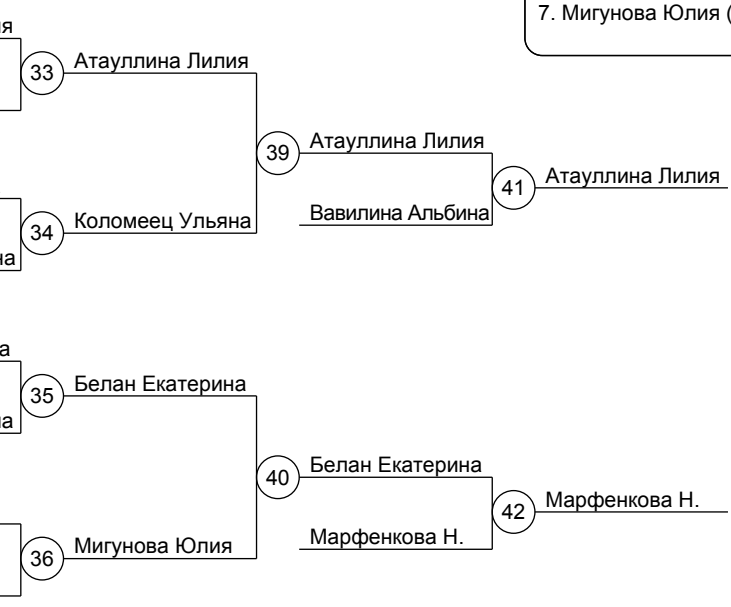 7. Мигунова Юлия (
33
Атауллина Лилия
39
Атауллина Лилия
41
Атауллина Лилия
Вавилина Альбина
34
Коломеец Ульяна
35
Белан Екатерина
40
Белан Екатерина
42
Марфенкова Н.
Марфенкова Н.
36
Мигунова Юлия